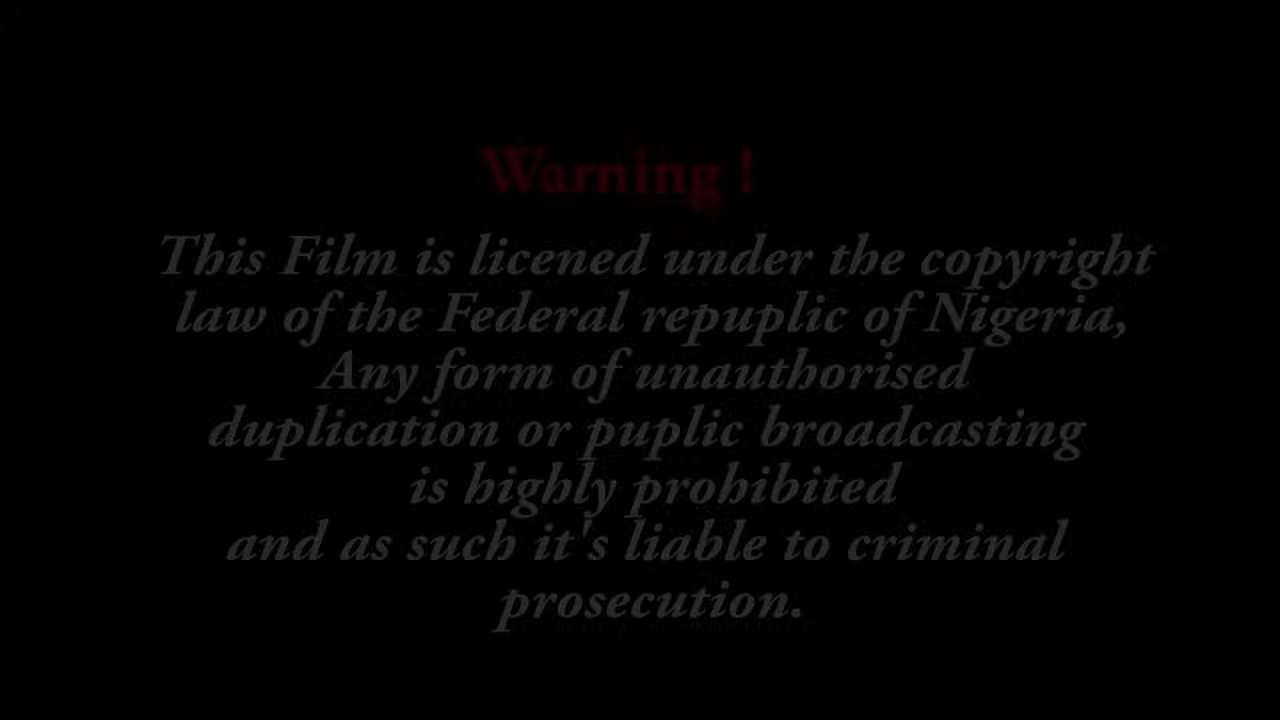 Warning !
This Film is licened under the copyright
law of the Federal repuplic of Nigeria,
Any form of unauthorised
duplication or puplic broadcasting
is highly prohibited
and as such it's liable to criminal
prosecution.